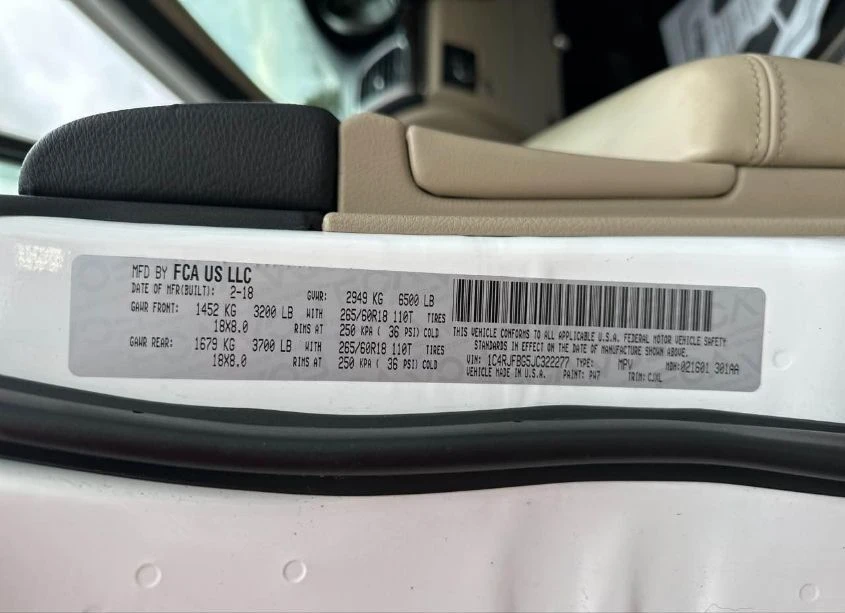 MFD BY FCA US LLC
DATE OF MFR(BUILT): 2-18 GVWR: 2949 KG 6500 LB
GAWR FRONT: 1452 KG 3200 LB WITH 265/60R18 110T TIRES
18X8.0 RIMS AT 250 KPA ( 36 PSI) COLD
GAWR REAR: 1679 KG 3700 LB WITH 265/60R18 110T TIRES
18X8.0 RIMS AT 250 KPA ( 36 PSI) COLD
THIS VEHICLE CONFORMS TO ALL APPLICABLE U.S.A. FEDERAL MOTOR VEHICLE SAFETY
STANDARDS IN EFFECT ON THE DATE OF MANUFACTURE SHOWN ABOVE.
VIN: 1C4RJFBG5JC322277 TYPE: MPV MDH:021601 301AA
VEHICLE MADE IN U.S.A. PAINT: PW7 TRIM: CJXL